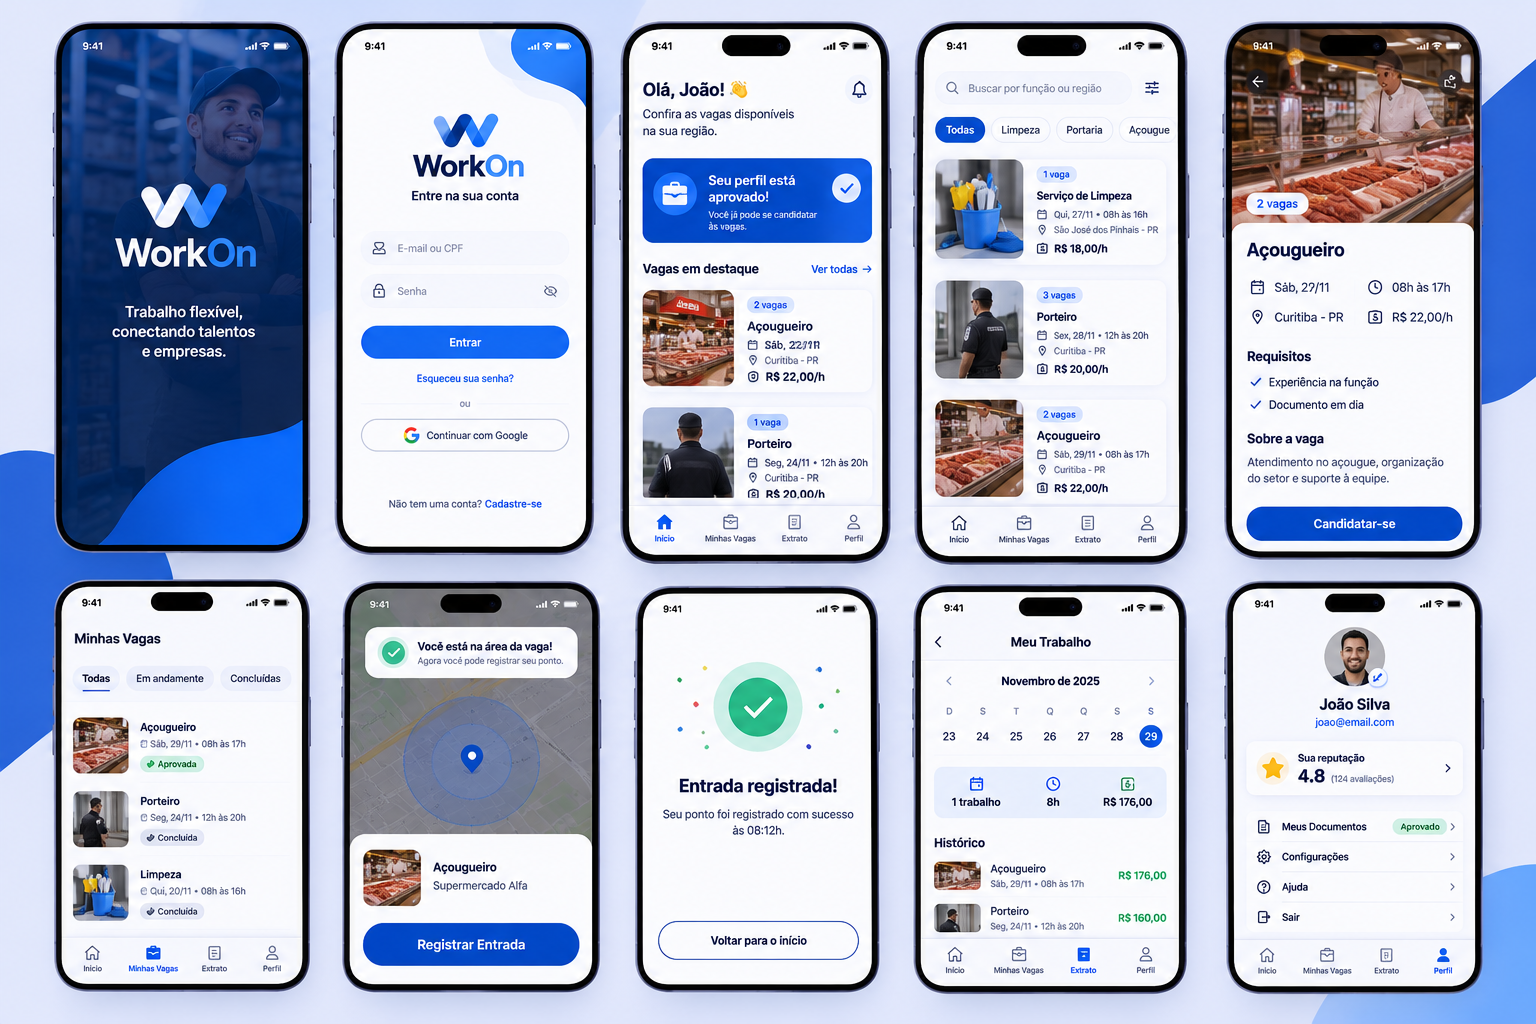 9:41
WorkOn
Trabalho flexível,
conectando talentos
e empresas.
9:41
WorkOn
Entre na sua conta
E-mail ou CPF
Senha
Entrar
Esqueceu sua senha?
ou
Continuar com Google
Não tem uma conta? Cadastre-se
9:41
Olá, João! 👋
Confira as vagas disponíveis
na sua região.
Seu perfil está
aprovado!
Você já pode se candidatar
às vagas.
Vagas em destaque
Ver todas →
2 vagas
Açougueiro
Sáb,
Curitiba - PR
R$ 22,00/h
1 vaga
Porteiro
Seg, 24/11 • 12h às 20h
Curitiba - PR
R$ 20,00/h
Início
Minhas Vagas
Extrato
Perfil
9:41
Buscar por função ou região
Todas
Limpeza
Portaria
Açougue
1 vaga
Serviço de Limpeza
Qui, 27/11 • 08h às 16h
São José dos Pinhais - PR
R$ 18,00/h
3 vagas
Porteiro
Sex, 28/11 • 12h às 20h
Curitiba - PR
R$ 20,00/h
2 vagas
Açougueiro
Sáb, 29/11 • 08h às 17h
Curitiba - PR
R$ 22,00/h
Início
Minhas Vagas
Extrato
Perfil
9:41
2 vagas
Açougueiro
Sáb, 29/11
08h às 17h
Curitiba - PR
R$ 22,00/h
Requisitos
Experiência na função
Documento em dia
Sobre a vaga
Atendimento no açougue, organização
do setor e suporte à equipe.
Candidatar-se
9:41
Minhas Vagas
Todas
Em andamente
Concluídas
Açougueiro
Sáb, 29/11 • 08h às 17h
Aprovada
Porteiro
Seg, 24/11 • 12h às 20h
Concluída
Limpeza
Qui, 20/11 • 08h às 16h
Concluída
Início
Minhas Vagas
Extrato
Perfil
9:41
Você está na área da vaga!
Agora você pode registrar seu ponto.
Açougueiro
Supermercado Alfa
Registrar Entrada
9:41
Entrada registrada!
Seu ponto foi registrado com sucesso
às 08:12h.
Voltar para o início
9:41
Meu Trabalho
Novembro de 2025
D S T Q Q S S
23 24 25 26 27 28 29
1 trabalho
8h
R$ 176,00
Histórico
Açougueiro
Sáb, 29/11 • 08h às 17h
R$ 176,00
Porteiro
Seg, 24/11 • 12h às 20h
R$ 160,00
Início
Minhas Vagas
Extrato
Perfil
9:41
João Silva
joao@email.com
Sua reputação
4.8 (124 avaliações)
Meus Documentos
Aprovado
Configurações
Ajuda
Sair
Início
Minhas Vagas
Extrato
Perfil